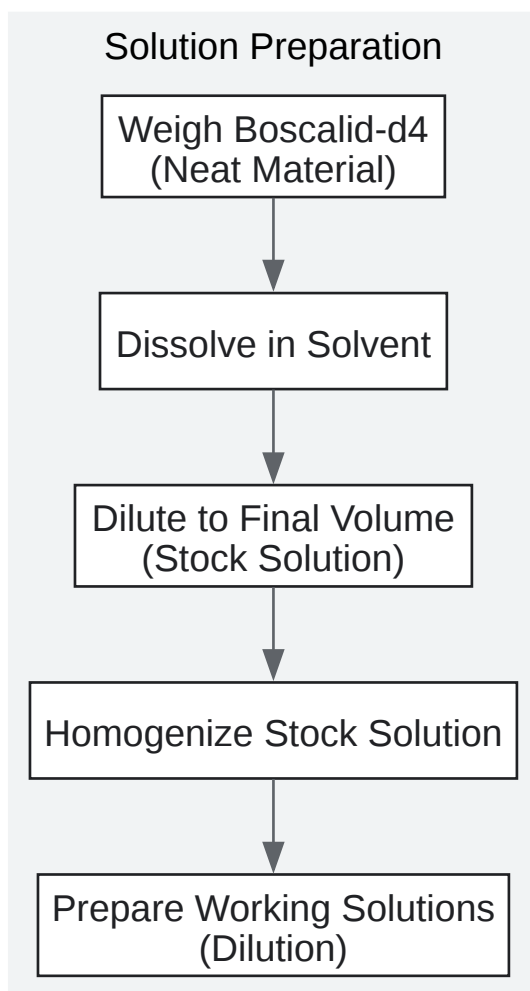 Solution Preparation
Weigh Boscalid-d4
(Neat Material)
Dissolve in Solvent
Dilute to Final Volume
(Stock Solution)
Homogenize Stock Solution
Prepare Working Solutions
(Dilution)